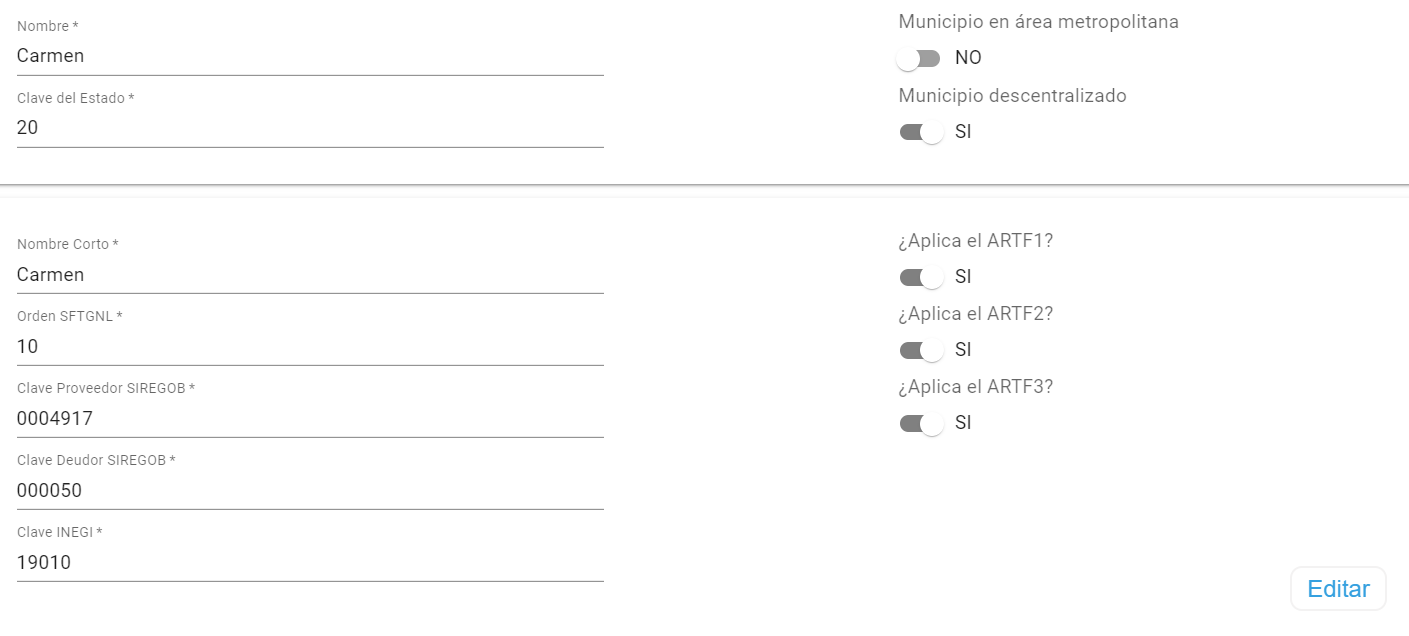 Nombre *
Carmen
Clave del Estado *
20
Municipio en área metropolitana
NO
Municipio descentralizado
SI
Nombre Corto *
Carmen
Orden SFTGNL *
10
Clave Proveedor SIREGOB *
0004917
Clave Deudor SIREGOB *
000050
Clave INEGI *
19010
¿Aplica el ARTF1?
SI
¿Aplica el ARTF2?
SI
¿Aplica el ARTF3?
SI
Editar